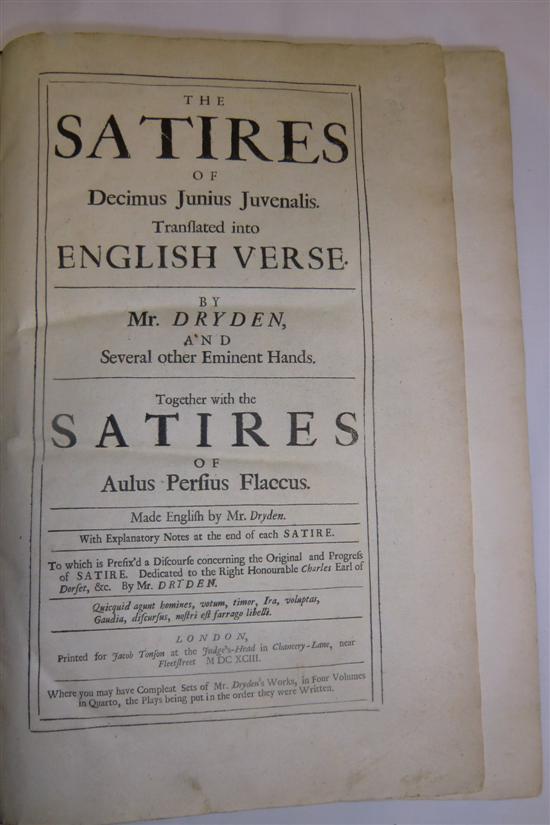 THE
SATIRES
OF
Decimus Junius Juvenalis.
Tranſlated into
ENGLISH VERSE.
BY
Mr. DRYDEN,
AND
Several other Eminent Hands.
Together with the
SATIRES
OF
Aulus Perſius Flaccus.
Made Engliſh by Mr. Dryden.
With Explanatory Notes at the end of each SATIRE.
To which is Prefix'd a Diſcourſe concerning the Original and Progreſs
of SATIRE. Dedicated to the Right Honourable Charles Earl of
Dorſet, &c. By Mr. DRYDEN.
Quicquid agunt homines, votum, timor, Ira, voluptas,
Gaudia, diſcurſus, noſtri eſt farrago libelli.
LONDON,
Printed for Jacob Tonſon at the Judge's-Head in Chancery-Lane, near
Fleetſtreet MDCXCIII.
Where you may have Compleat Sets of Mr. Dryden's Works, in Four Volumes
in Quarto, the Plays being put in the order they were Written.